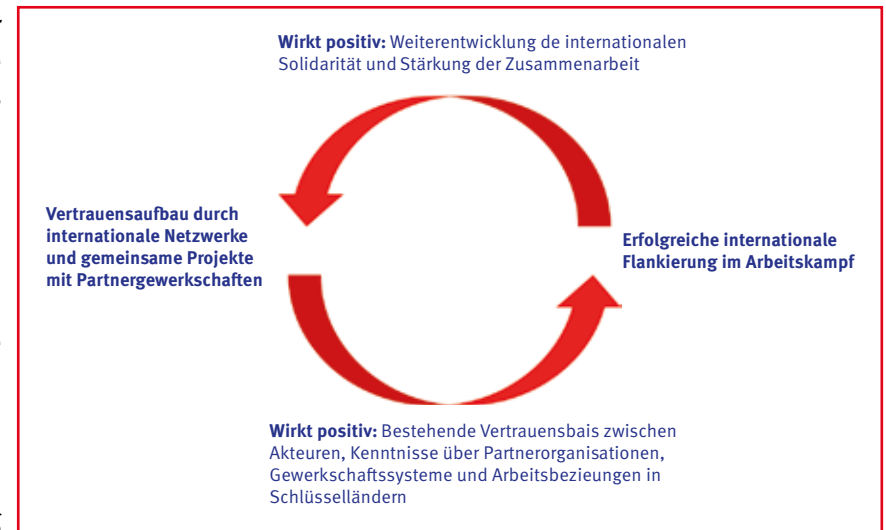 Wirkt positiv: Weiterentwicklung de internationalen
Solidarität und Stärkung der Zusammenarbeit
Vertrauensaufbau durch
internationale Netzwerke
und gemeinsame Projekte
mit Partnergewerkschaften
Erfolgreiche internationale
Flankierung im Arbeitskampf
Wirkt positiv: Bestehende Vertrauensbais zwischen
Akteuren, Kenntnisse über Partnerorganisationen,
Gewerkschaftssysteme und Arbeitsbezieungen in
Schlüsselländern